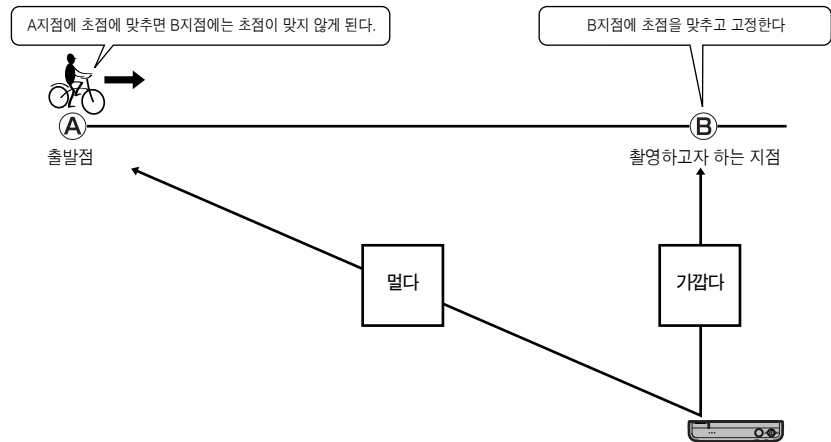 A지점에 초점에 맞추면 B지점에는 초점이 맞지 않게 된다.
B지점에 초점을 맞추고 고정한다
A
B
출발점
촬영하고자 하는 지점
멀다
가깝다